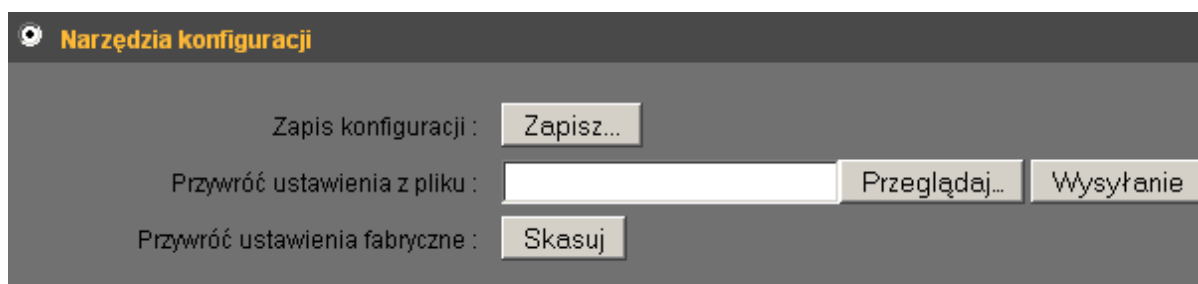 Narzędzia konfiguracji
Zapis konfiguracji : Zapisz...
Przywróć ustawienia z pliku : Przeglądaj... Wysyłanie
Przywróć ustawienia fabryczne : Skasuj